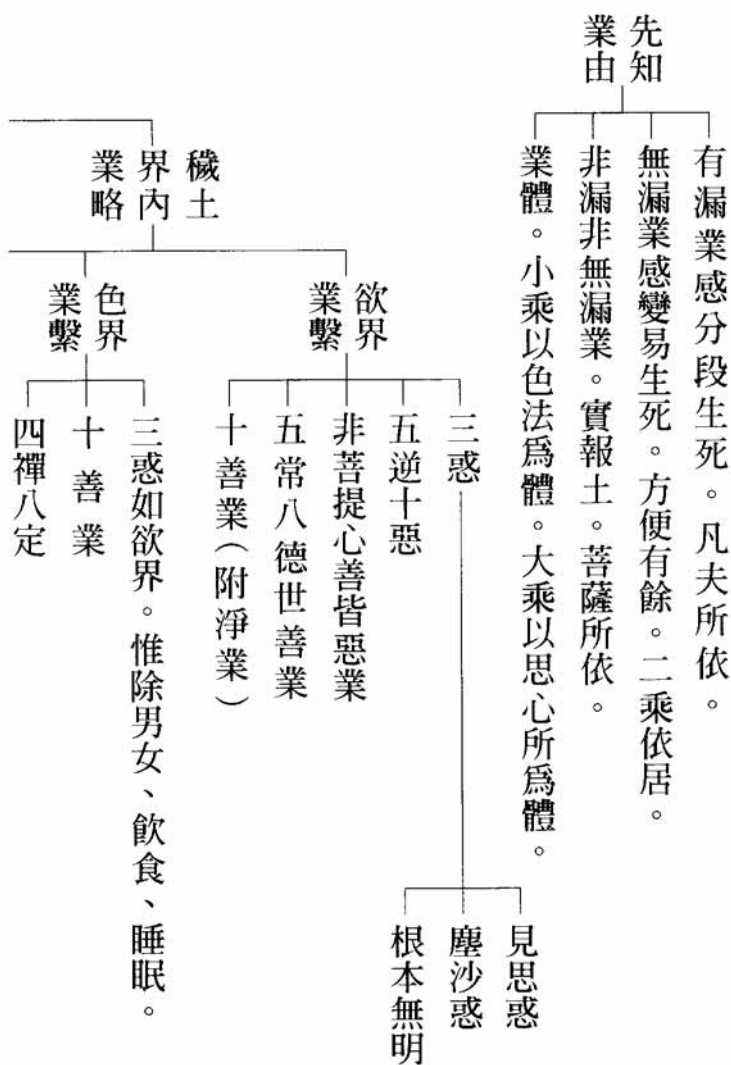 先知
業由
有漏業感分段生死。凡夫所依。
無漏業感變易生死。方便有餘。二乘依居。
非漏非無漏業。實報土。菩薩所依。
業體。小乘以色法爲體。大乘以思心所爲體。
穢土
界內
業略
欲界
業繫
三惑
見思惑
塵沙惑
根本無明
五逆十惡
非菩提心善皆惡業
五常八德世善業
十善業(附淨業)
色界
業繫
三惑如欲界。惟除男女、飲食、睡眠。
十善業
四禪八定